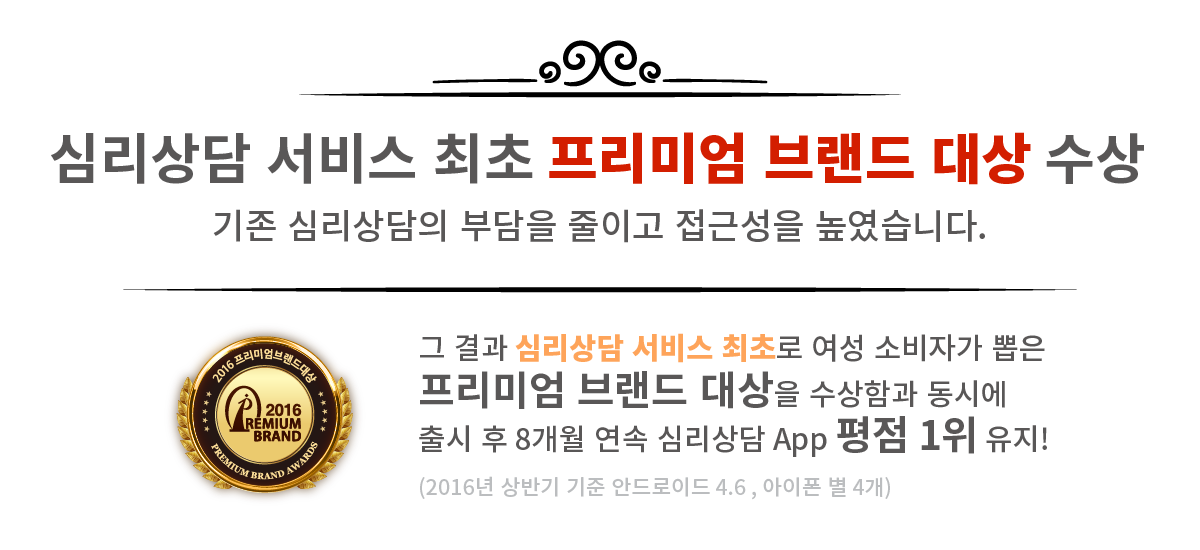 심리상담 서비스 최초 프리미엄 브랜드 대상 수상
기존 심리상담의 부담을 줄이고 접근성을 높였습니다.
2016 프리미엄브랜드대상
2016
PREMIUM
BRAND
PREMIUM BRAND AWARDS
그 결과 심리상담 서비스 최초로 여성 소비자가 뽑은
프리미엄 브랜드 대상을 수상함과 동시에
출시 후 8개월 연속 심리상담 App 평점 1위 유지!
(2016년 상반기 기준 안드로이드 4.6 , 아이폰 별 4개)